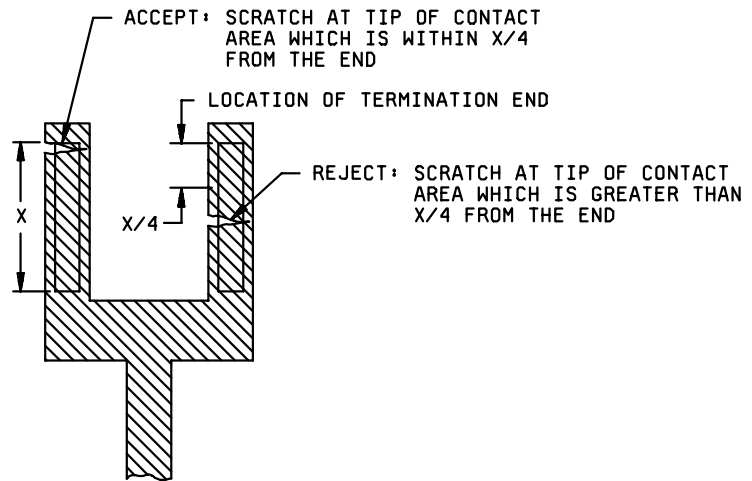 ACCEPT: SCRATCH AT TIP OF CONTACT
AREA WHICH IS WITHIN X/4
FROM THE END
LOCATION OF TERMINATION END
REJECT: SCRATCH AT TIP OF CONTACT
AREA WHICH IS GREATER THAN
X/4 FROM THE END
X
X/4